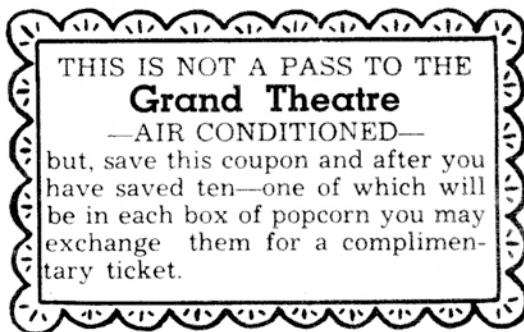 THIS IS NOT A PASS TO THE
Grand Theatre
—AIR CONDITIONED—
but, save this coupon and after you
have saved ten—one of which will
be in each box of popcorn you may
exchange them for a complimen-
tary ticket.